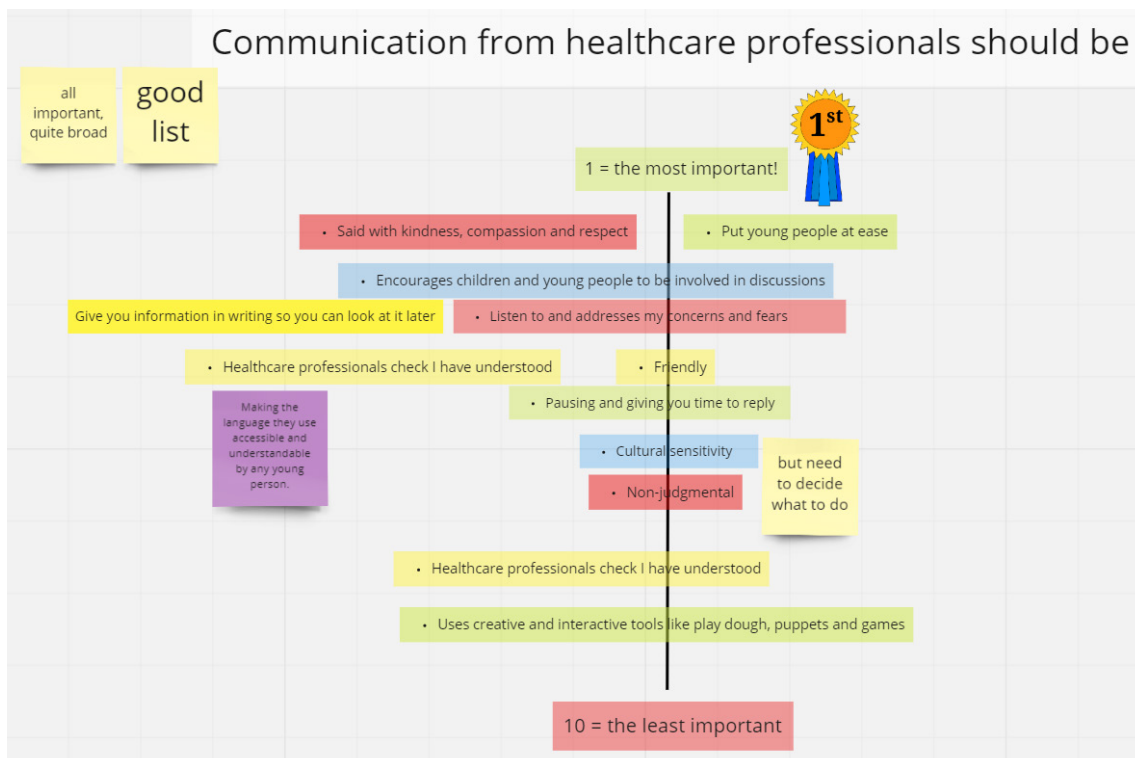 Communication from healthcare professionals should be
all
important,
quite broad
good
list
1st
1 = the most important!
• Said with kindness, compassion and respect
• Put young people at ease
• Encourages children and young people to be involved in discussions
Give you information in writing so you can look at it later
• Listen to and addresses my concerns and fears
• Healthcare professionals check I have understood
• Friendly
• Pausing and giving you time to reply
Making the
language they use
accessible and
understandable
by any young
person.
• Cultural sensitivity
• Non-judgmental
but need
to decide
what to do
• Healthcare professionals check I have understood
• Uses creative and interactive tools like play dough, puppets and games
10 = the least important